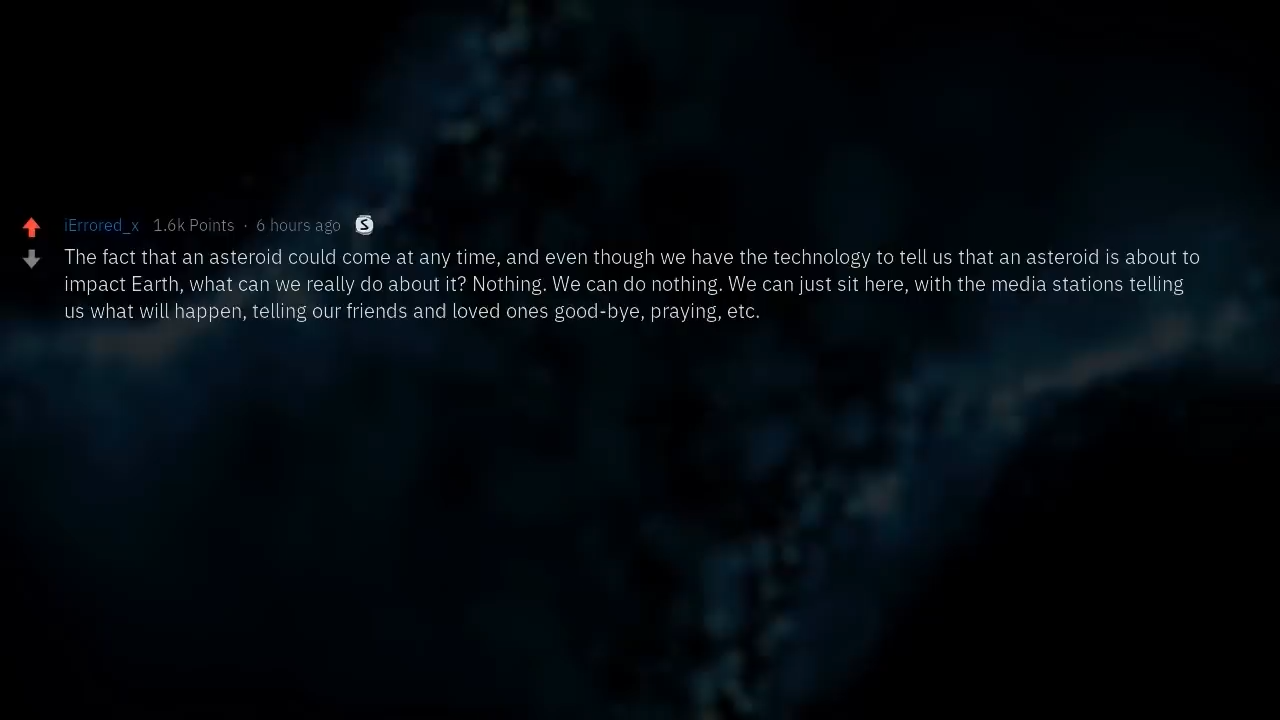 iErrored_x 1.6k Points · 6 hours ago S
The fact that an asteroid could come at any time, and even though we have the technology to tell us that an asteroid is about to
impact Earth, what can we really do about it? Nothing. We can do nothing. We can just sit here, with the media stations telling
us what will happen, telling our friends and loved ones good-bye, praying, etc.